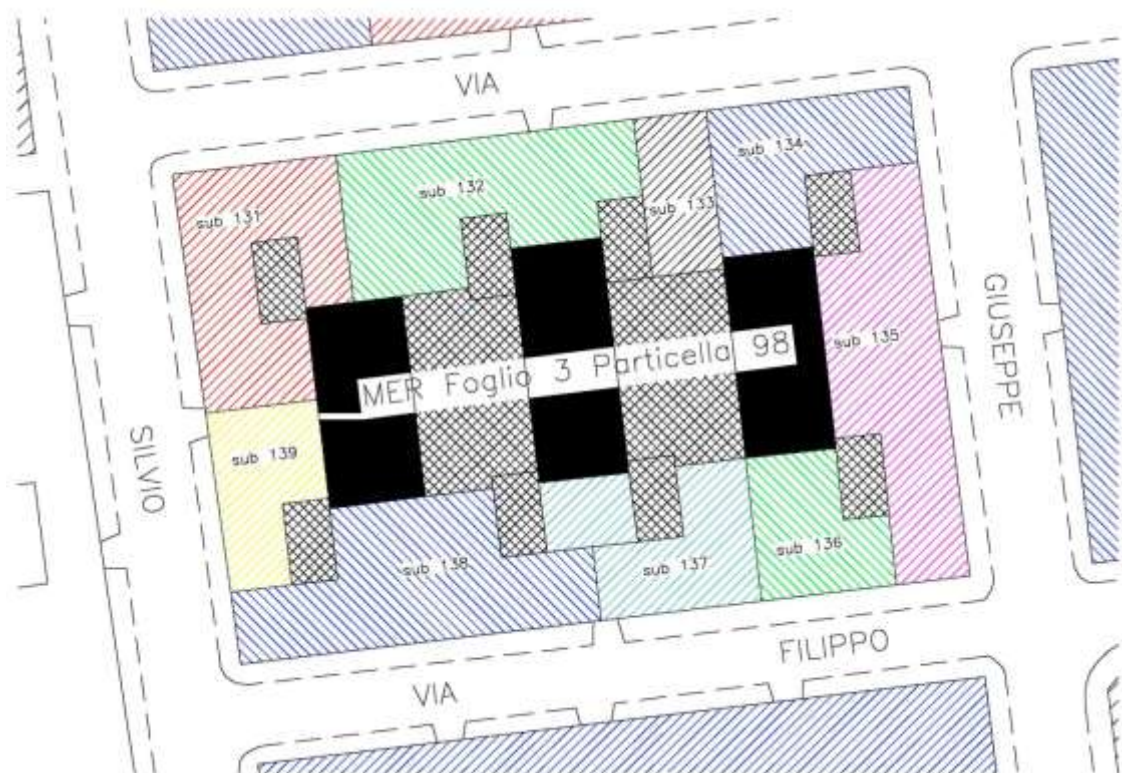 VIA
sub 131
sub 132
sub 133
sub 134
sub 135
GIUSEPPE
MER Foglio 3 Particella 98
SILVIO
sub 139
sub 138
sub 137
sub 136
FILIPPO
VIA